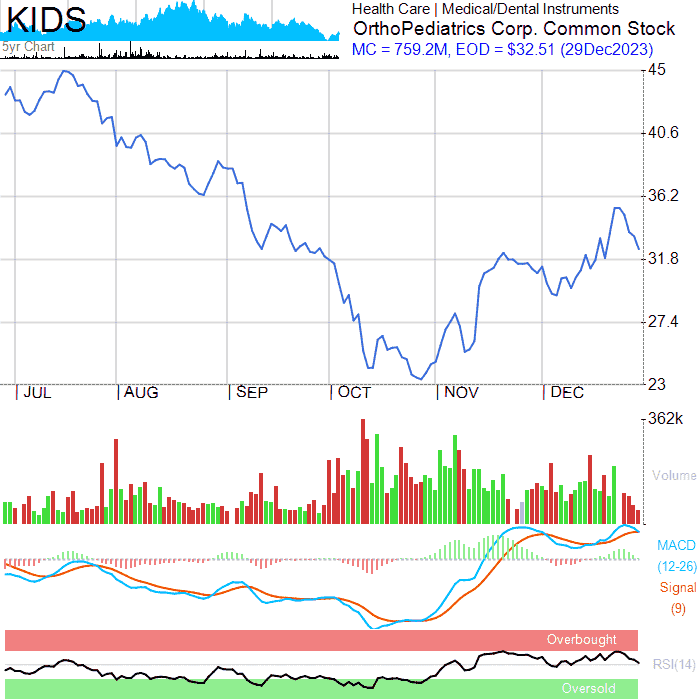 KIDS
5yr Chart
Health Care | Medical/Dental Instruments
OrthoPediatrics Corp. Common Stock
MC = 759.2M, EOD = $32.51 (29Dec2023)
45
40.6
36.2
31.8
27.4
23
JUL AUG SEP OCT NOV DEC
362k
Volume
MACD
(12-26)
Signal
(9)
Overbought
RSI(14)
Oversold